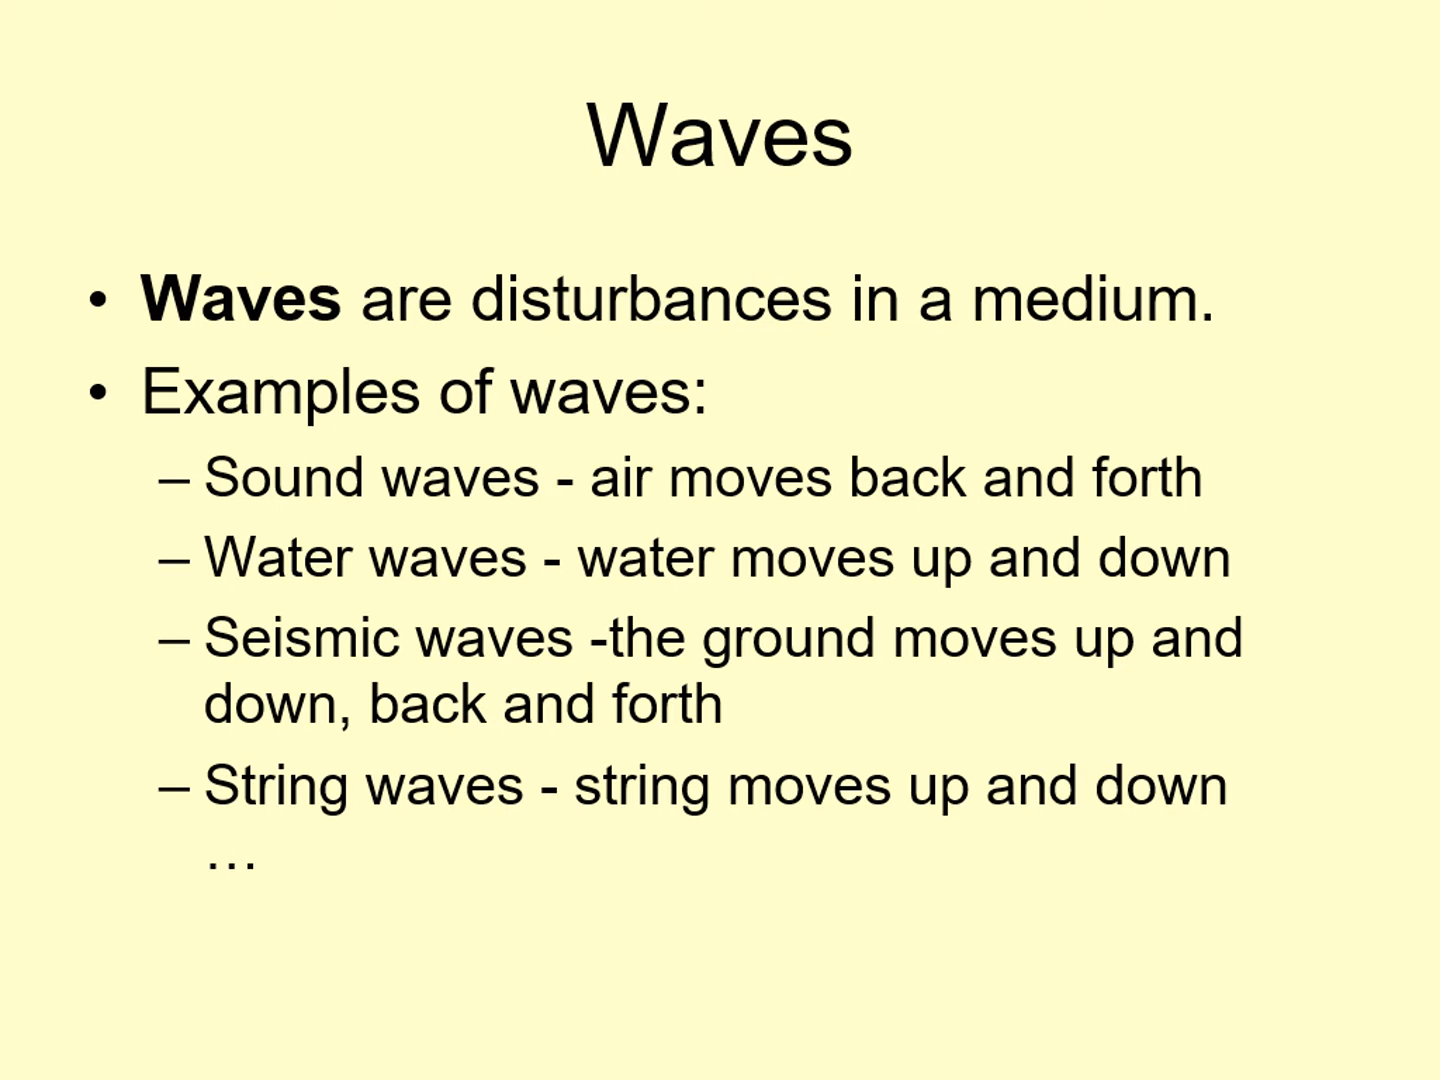 Waves
• Waves are disturbances in a medium.
• Examples of waves:
– Sound waves - air moves back and forth
– Water waves - water moves up and down
– Seismic waves -the ground moves up and
down, back and forth
– String waves - string moves up and down
…